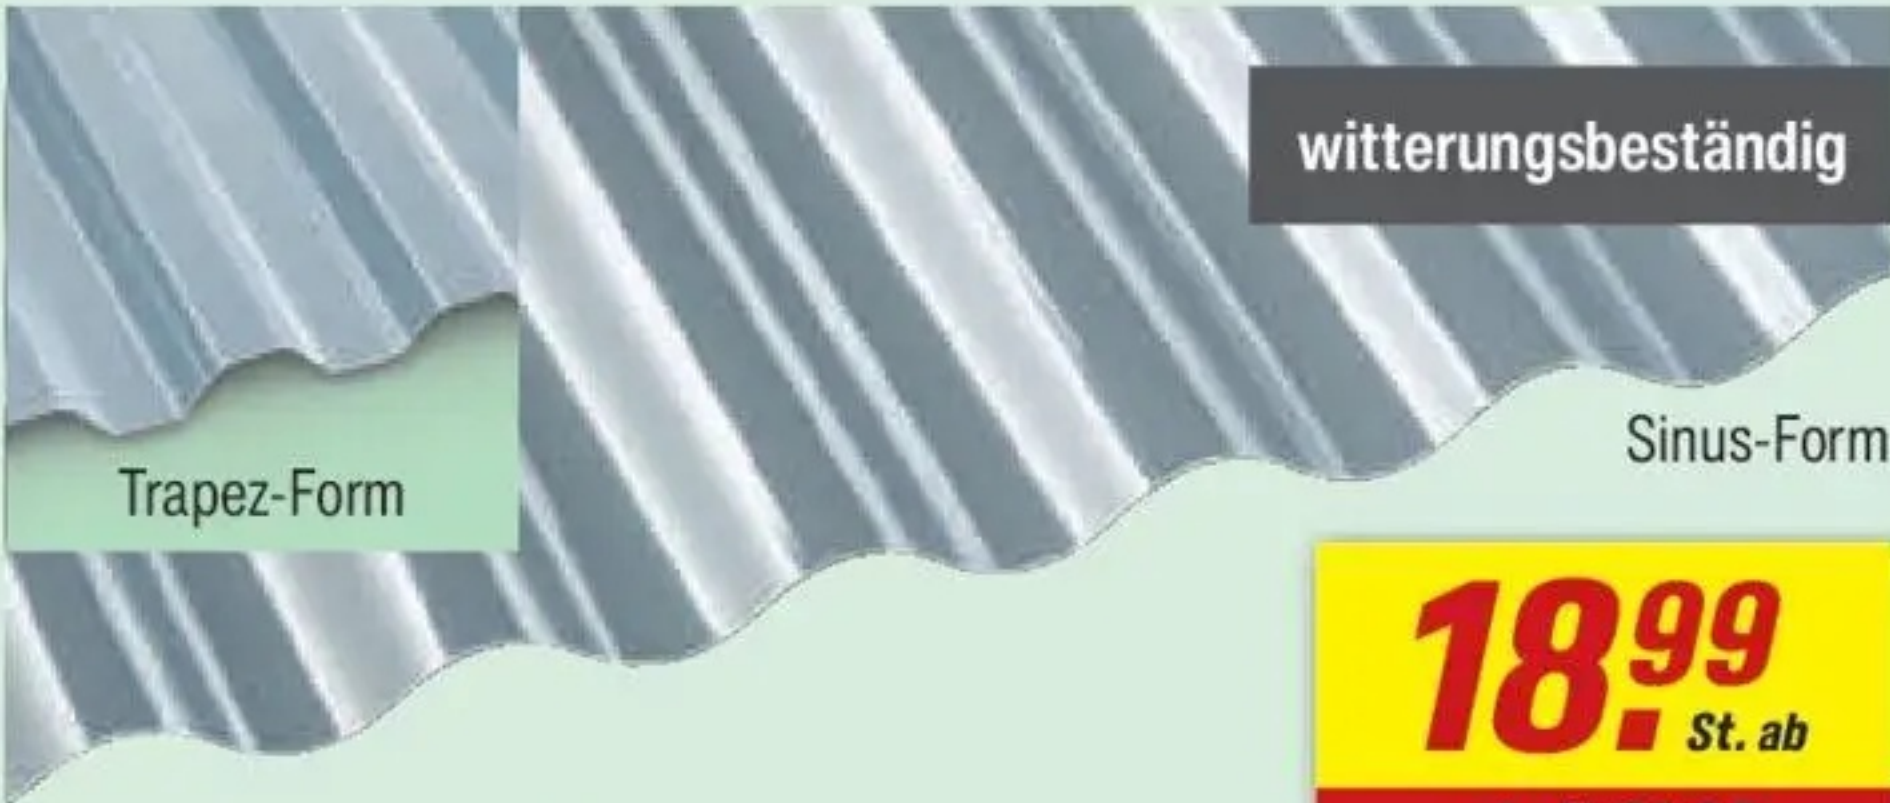 witterungsbeständig
Trapez-Form
Sinus-Form
18.99
St. ab